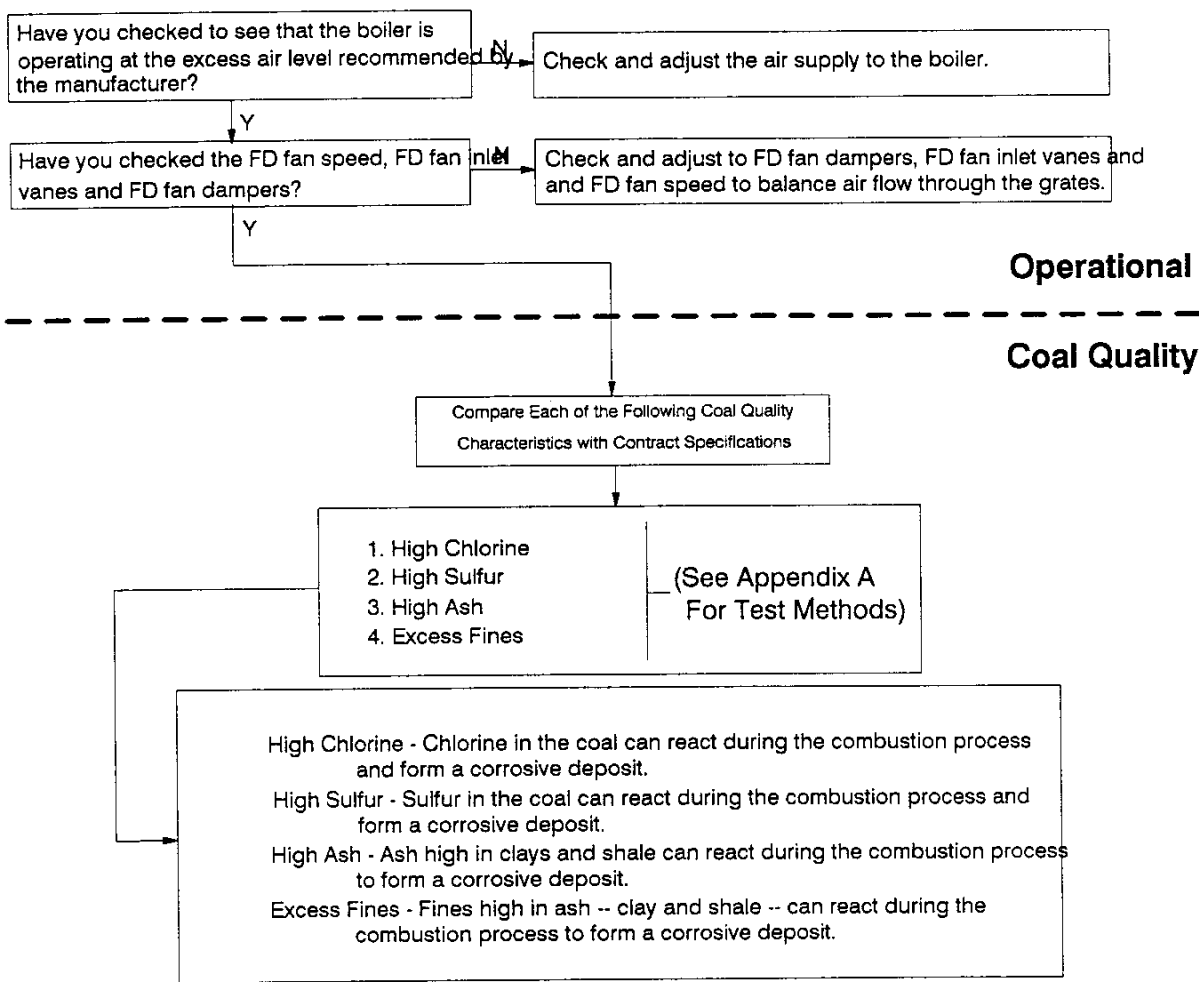 Have you checked to see that the boiler is
operating at the excess air level recommended by
the manufacturer?
N
Check and adjust the air supply to the boiler.
Y
Have you checked the FD fan speed, FD fan inlet
vanes and FD fan dampers?
N
Check and adjust to FD fan dampers, FD fan inlet vanes and
and FD fan speed to balance air flow through the grates.
Y
Operational
Coal Quality
Compare Each of the Following Coal Quality
Characteristics with Contract Specifications
1. High Chlorine
2. High Sulfur
3. High Ash
4. Excess Fines
(See Appendix A
For Test Methods)
High Chlorine - Chlorine in the coal can react during the combustion process
and form a corrosive deposit.
High Sulfur - Sulfur in the coal can react during the combustion process and
form a corrosive deposit.
High Ash - Ash high in clays and shale can react during the combustion process
to form a corrosive deposit.
Excess Fines - Fines high in ash -- clay and shale -- can react during the
combustion process to form a corrosive deposit.